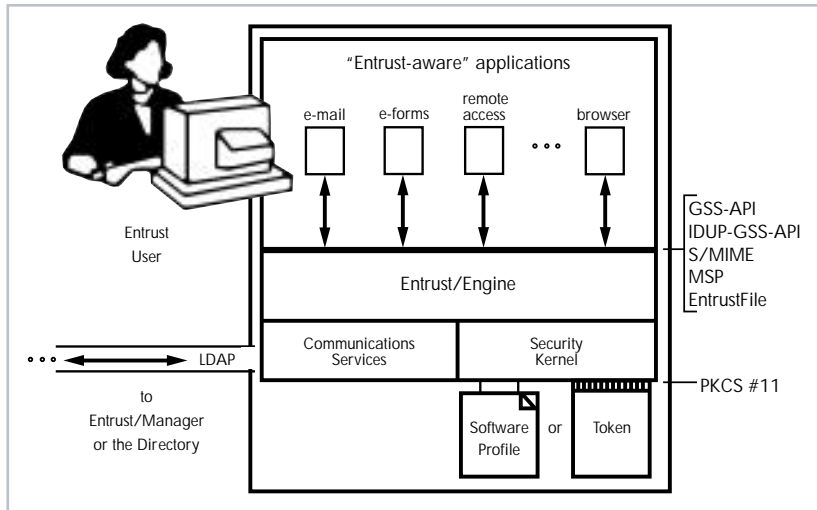 "Entrust-aware" applications
e-mail
e-forms
remote
access
browser
Entrust
User
GSS-API
IDUP-GSS-API
S/MIME
MSP
EntrustFile
Entrust/Engine
Communications
Services
Security
Kernel
LDAP
to
Entrust/Manager
or the Directory
PKCS #11
Software
Profile
or
Token